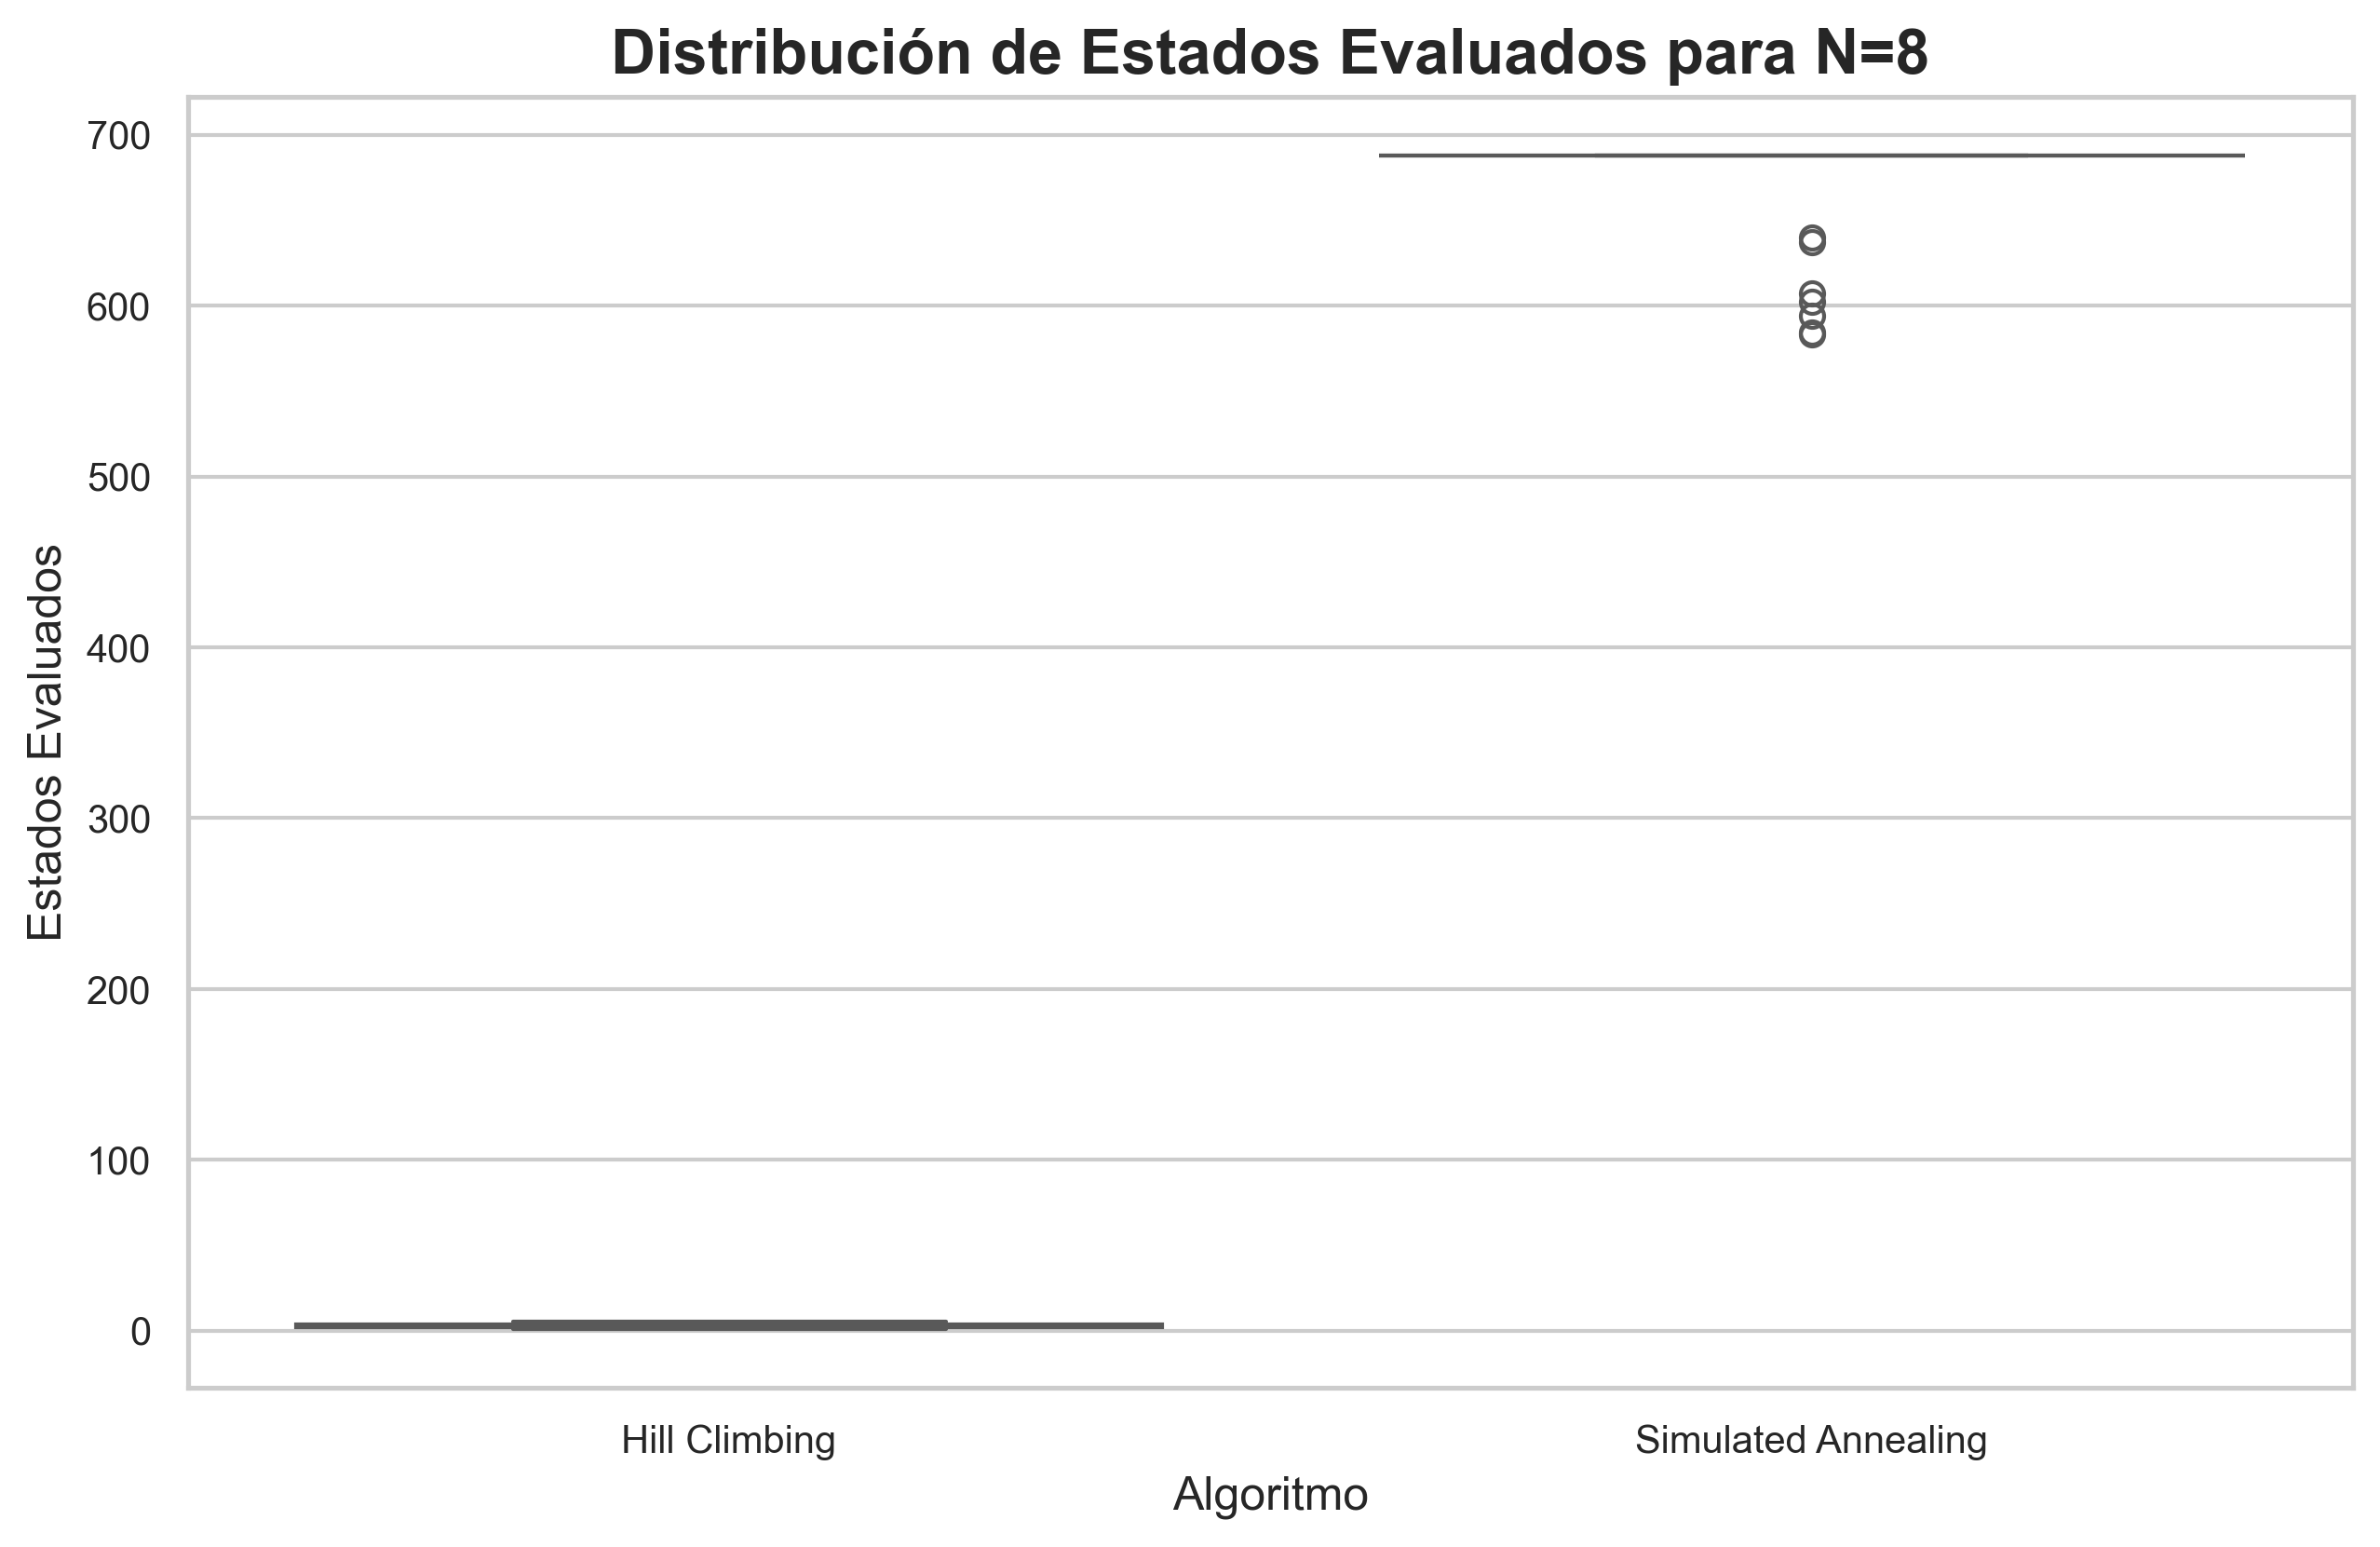 Distribución de Estados Evaluados para N=8
Estados Evaluados
700
600
500
400
300
200
100
0
Hill Climbing
Simulated Annealing
Algoritmo